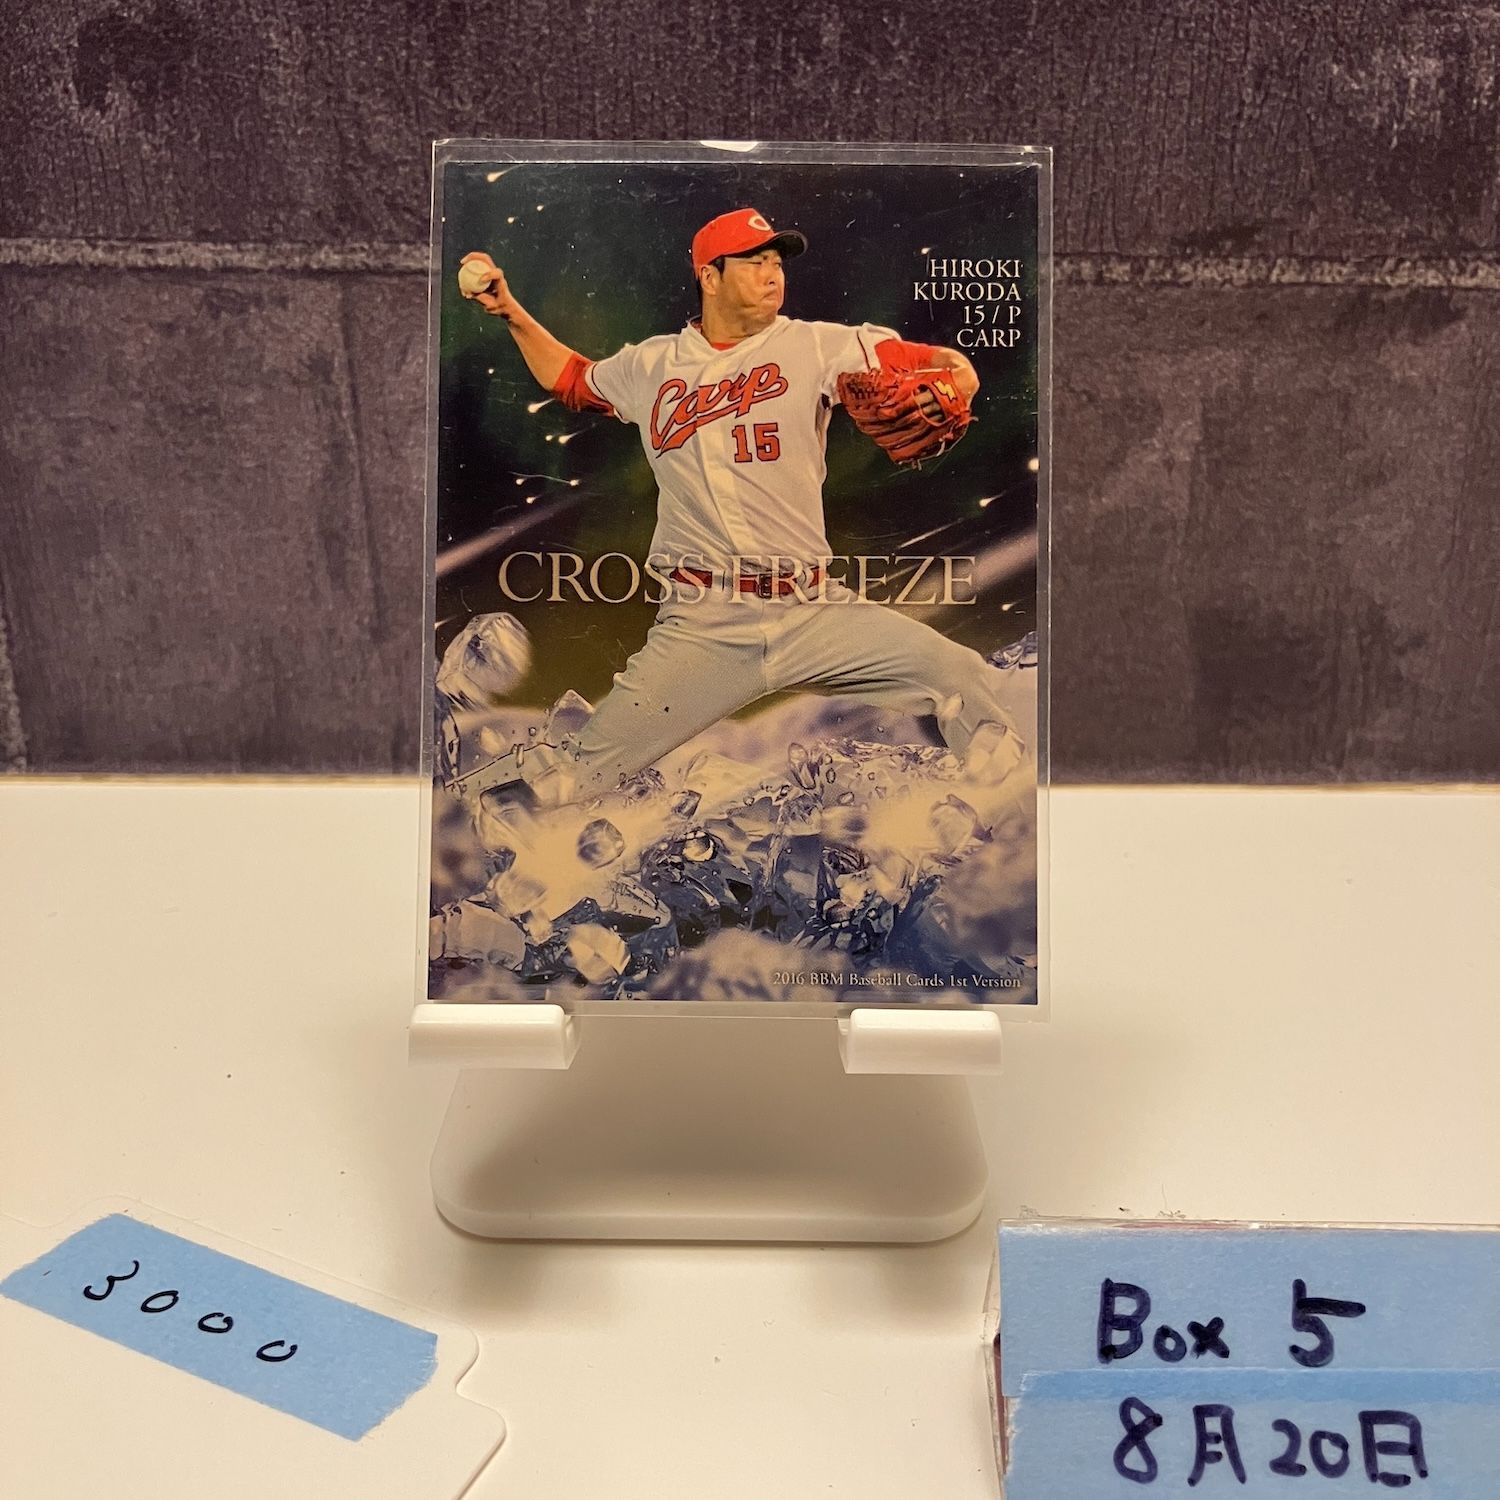 HIROKI
KURODA
15 / P
CARP
Carp
15
CROSS FREEZE
2016 BBM Baseball Cards 1st Version
3000
Box 5
8月20日